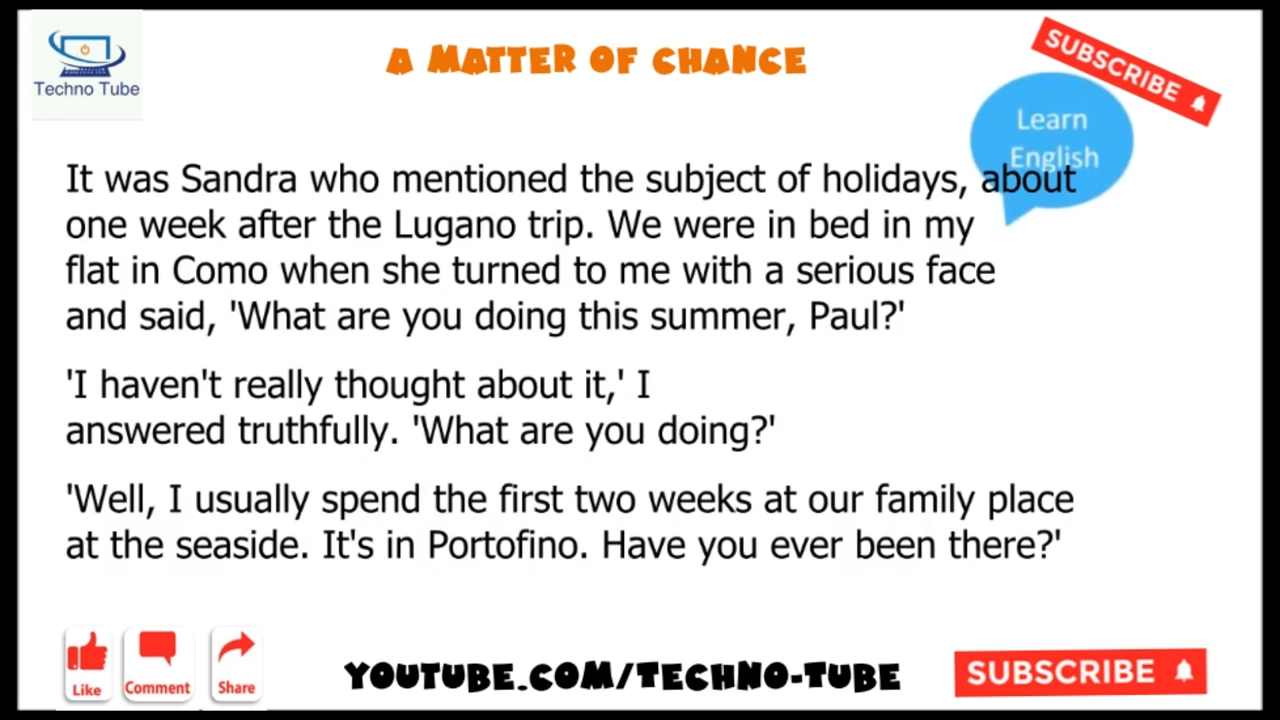 Techno Tube
A MATTER OF CHANCE
SUBSCRIBE
Learn
English
It was Sandra who mentioned the subject of holidays, about
one week after the Lugano trip. We were in bed in my
flat in Como when she turned to me with a serious face
and said, 'What are you doing this summer, Paul?'
'I haven't really thought about it,' I
answered truthfully. 'What are you doing?'
'Well, I usually spend the first two weeks at our family place
at the seaside. It's in Portofino. Have you ever been there?'
Like
Comment
Share
YOUTUBE.COM/TECHNO-TUBE
SUBSCRIBE